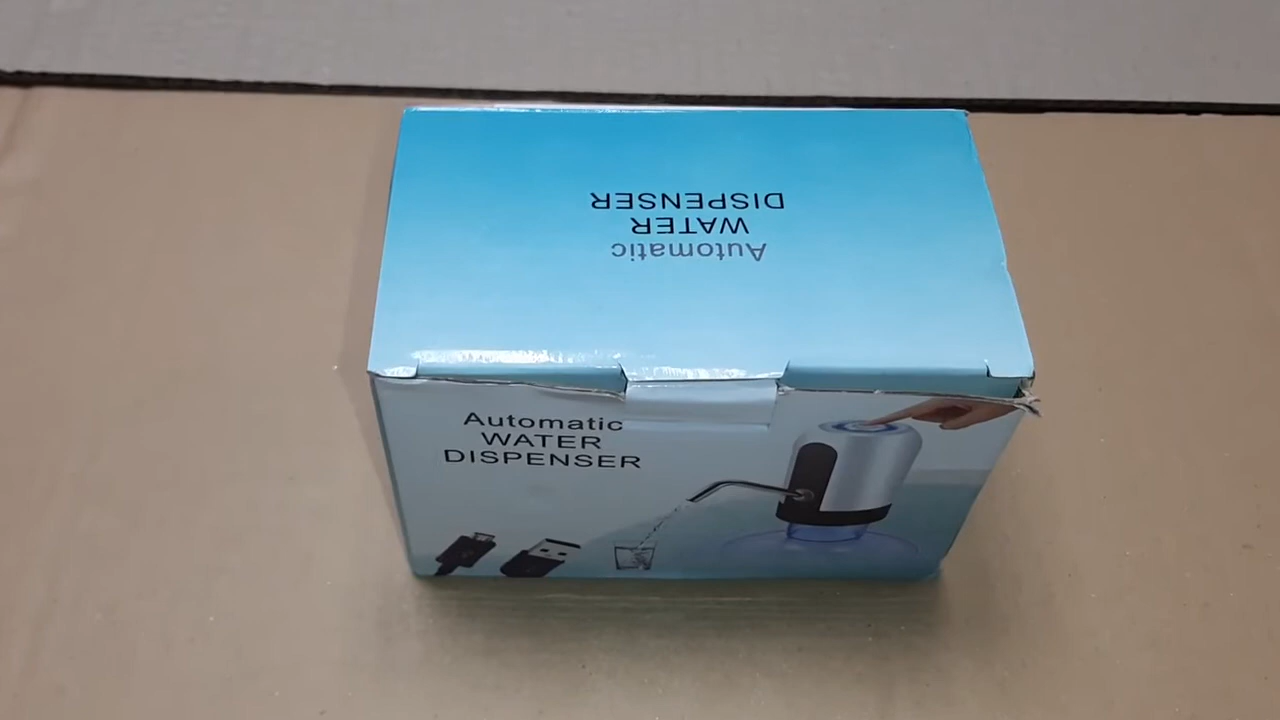 Automatic
WATER
DISPENSER
Automatic
WATER
DISPENSER